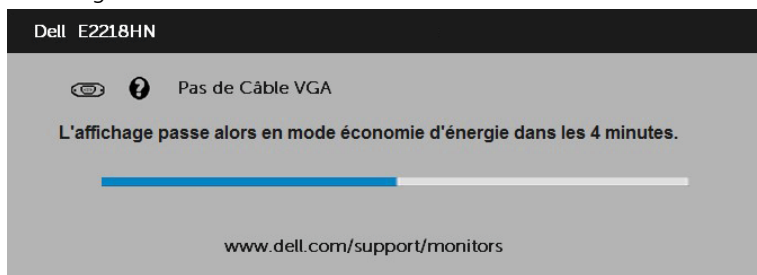 Dell E2218HN
Pas de Câble VGA
L'affichage passe alors en mode économie d'énergie dans les 4 minutes.
www.dell.com/support/monitors